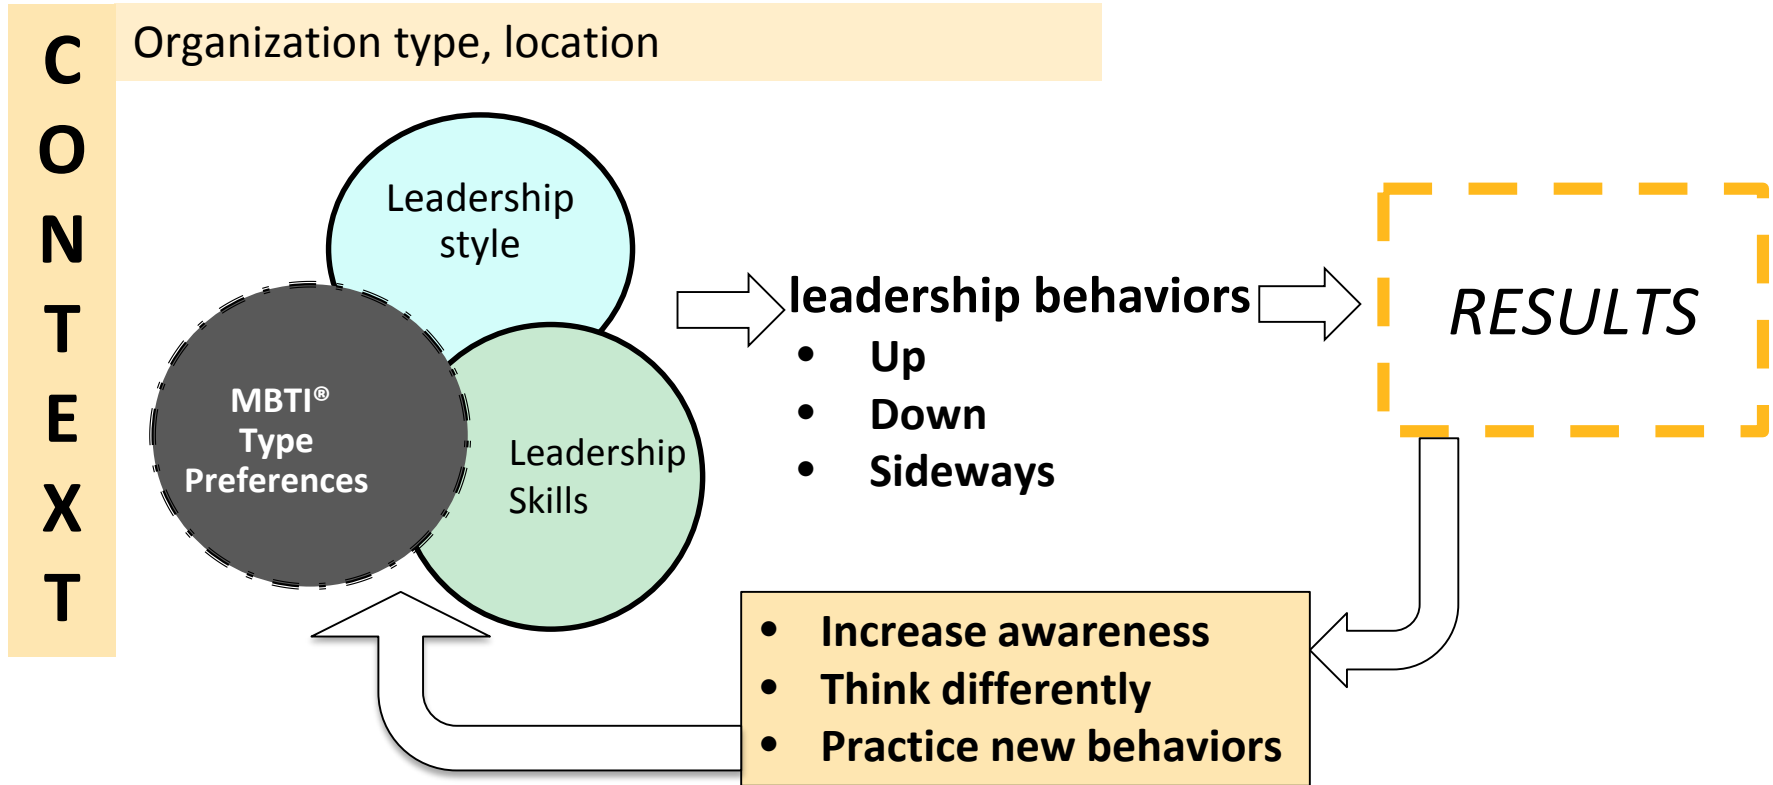 CONTEXT
Organization type, location
Leadership
style
MBTI®
Type
Preferences
Leadership
Skills
leadership behaviors
• Up
• Down
• Sideways
RESULTS
• Increase awareness
• Think differently
• Practice new behaviors